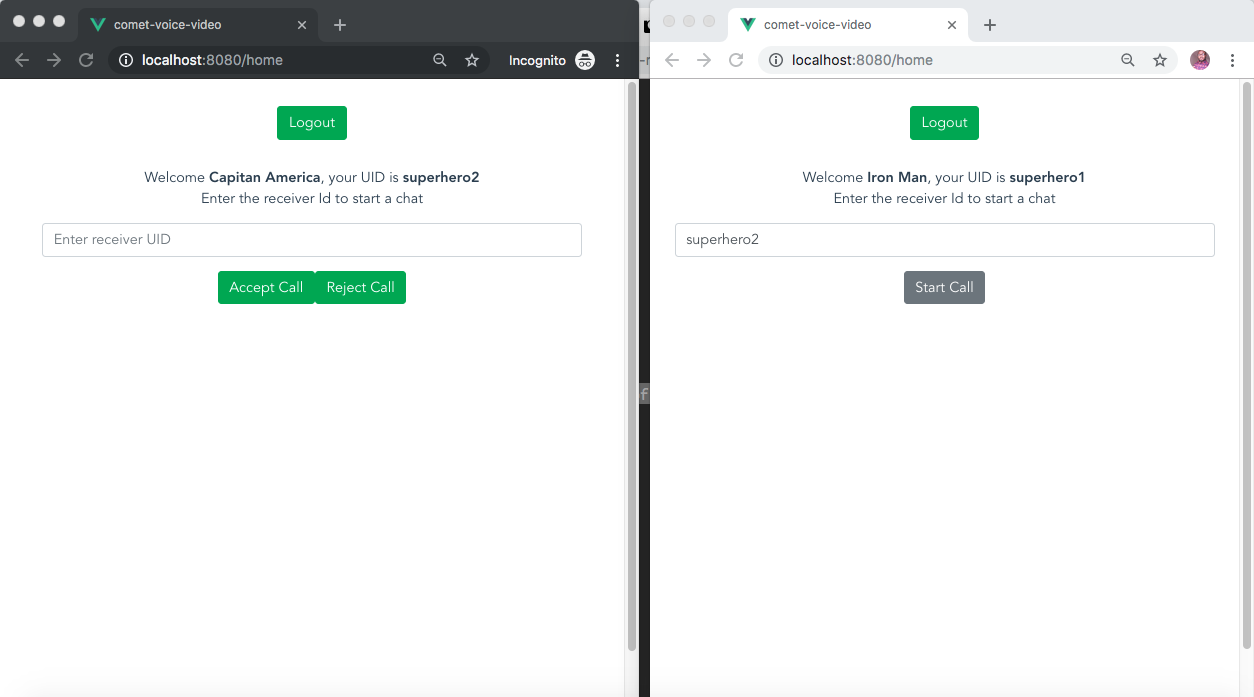 comet-voice-video
localhost:8080/home
Incognito
Logout
Welcome Capitan America, your UID is superhero2
Enter the receiver Id to start a chat
Enter receiver UID
Accept Call
Reject Call
f
comet-voice-video
localhost:8080/home
Logout
Welcome Iron Man, your UID is superhero1
Enter the receiver Id to start a chat
superhero2
Start Call